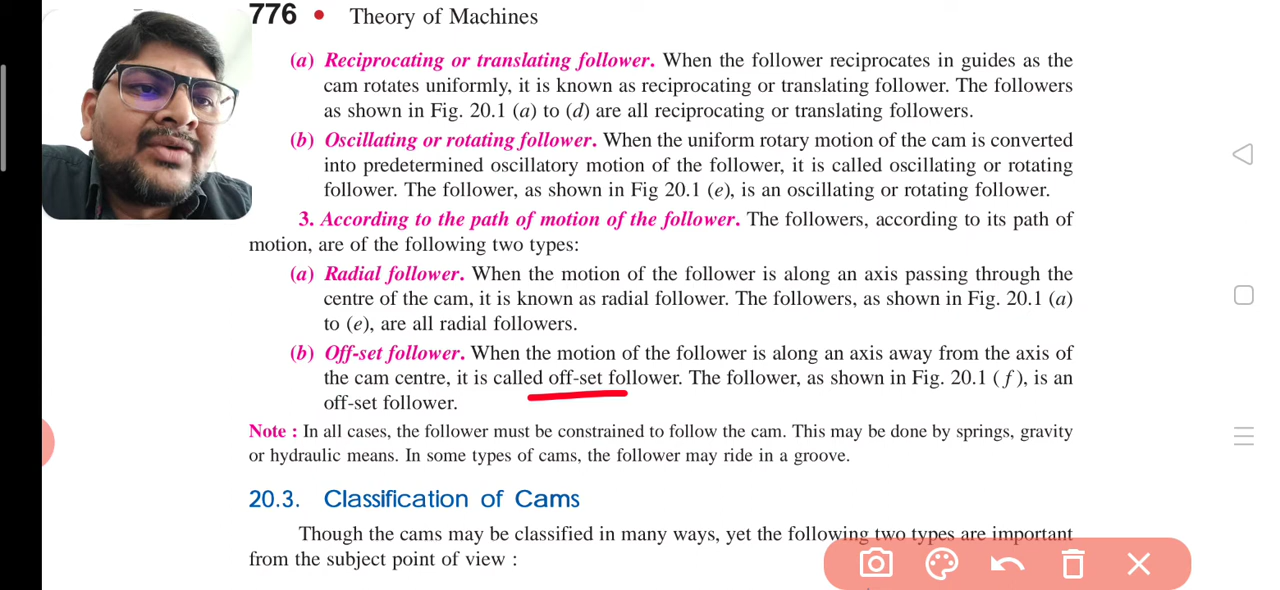 776 • Theory of Machines
(a) Reciprocating or translating follower. When the follower reciprocates in guides as the
cam rotates uniformly, it is known as reciprocating or translating follower. The followers
as shown in Fig. 20.1 (a) to (d) are all reciprocating or translating followers.
(b) Oscillating or rotating follower. When the uniform rotary motion of the cam is converted
into predetermined oscillatory motion of the follower, it is called oscillating or rotating
follower. The follower, as shown in Fig 20.1 (e), is an oscillating or rotating follower.
3. According to the path of motion of the follower. The followers, according to its path of
motion, are of the following two types:
(a) Radial follower. When the motion of the follower is along an axis passing through the
centre of the cam, it is known as radial follower. The followers, as shown in Fig. 20.1 (a)
to (e), are all radial followers.
(b) Off-set follower. When the motion of the follower is along an axis away from the axis of
the cam centre, it is called off-set follower. The follower, as shown in Fig. 20.1 (f), is an
off-set follower.
Note : In all cases, the follower must be constrained to follow the cam. This may be done by springs, gravity
or hydraulic means. In some types of cams, the follower may ride in a groove.
20.3. Classification of Cams
Though the cams may be classified in many ways, yet the following two types are important
from the subject point of view :